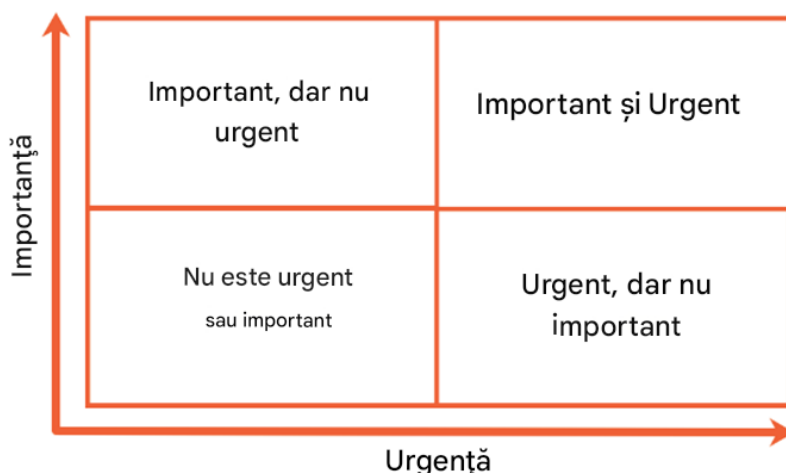 Important, dar nu
urgent
Important și Urgent
Importanță
Nu este urgent
sau important
Urgent, dar nu
important
Urgență